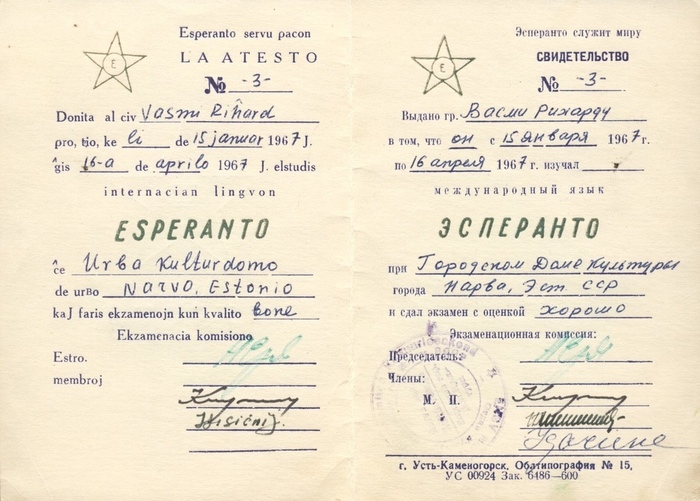 Esperanto servu pacon
LA ATESTO
E
№ -3-
Donita al civ Vasmi Riĥard
pro, tio, ke li de 15 januar 1967 J.
ĝis 16-a de aprilo 1967 J. elstudis
internacian lingvon
ESPERANTO
ĉe Urba Kulturdomo
de urbo Narvo, Estonio
kaJ faris ekzamenojn kun kvalito bone
Ekzamenacia komisiono
Estro.
membroj
Эсперанто служит миру
СВИДЕТЕЛЬСТВО
E
№ -3-
Выдано гр. Васми Рихарду
в том, что он с 15 января 1967г.
по 16 апреля 1967г. изучал
международный язык
ЭСПЕРАНТО
при Городском Доме Культуры
города Нарва, Эст. ССР
и сдал экзамен с оценкой хорошо
Экзаменационная комиссия:
Председатель:
Члены:
М. П.
г. Усть-Каменогорск, Обатипография № 15,
УС 00924 Зак. 6486—600